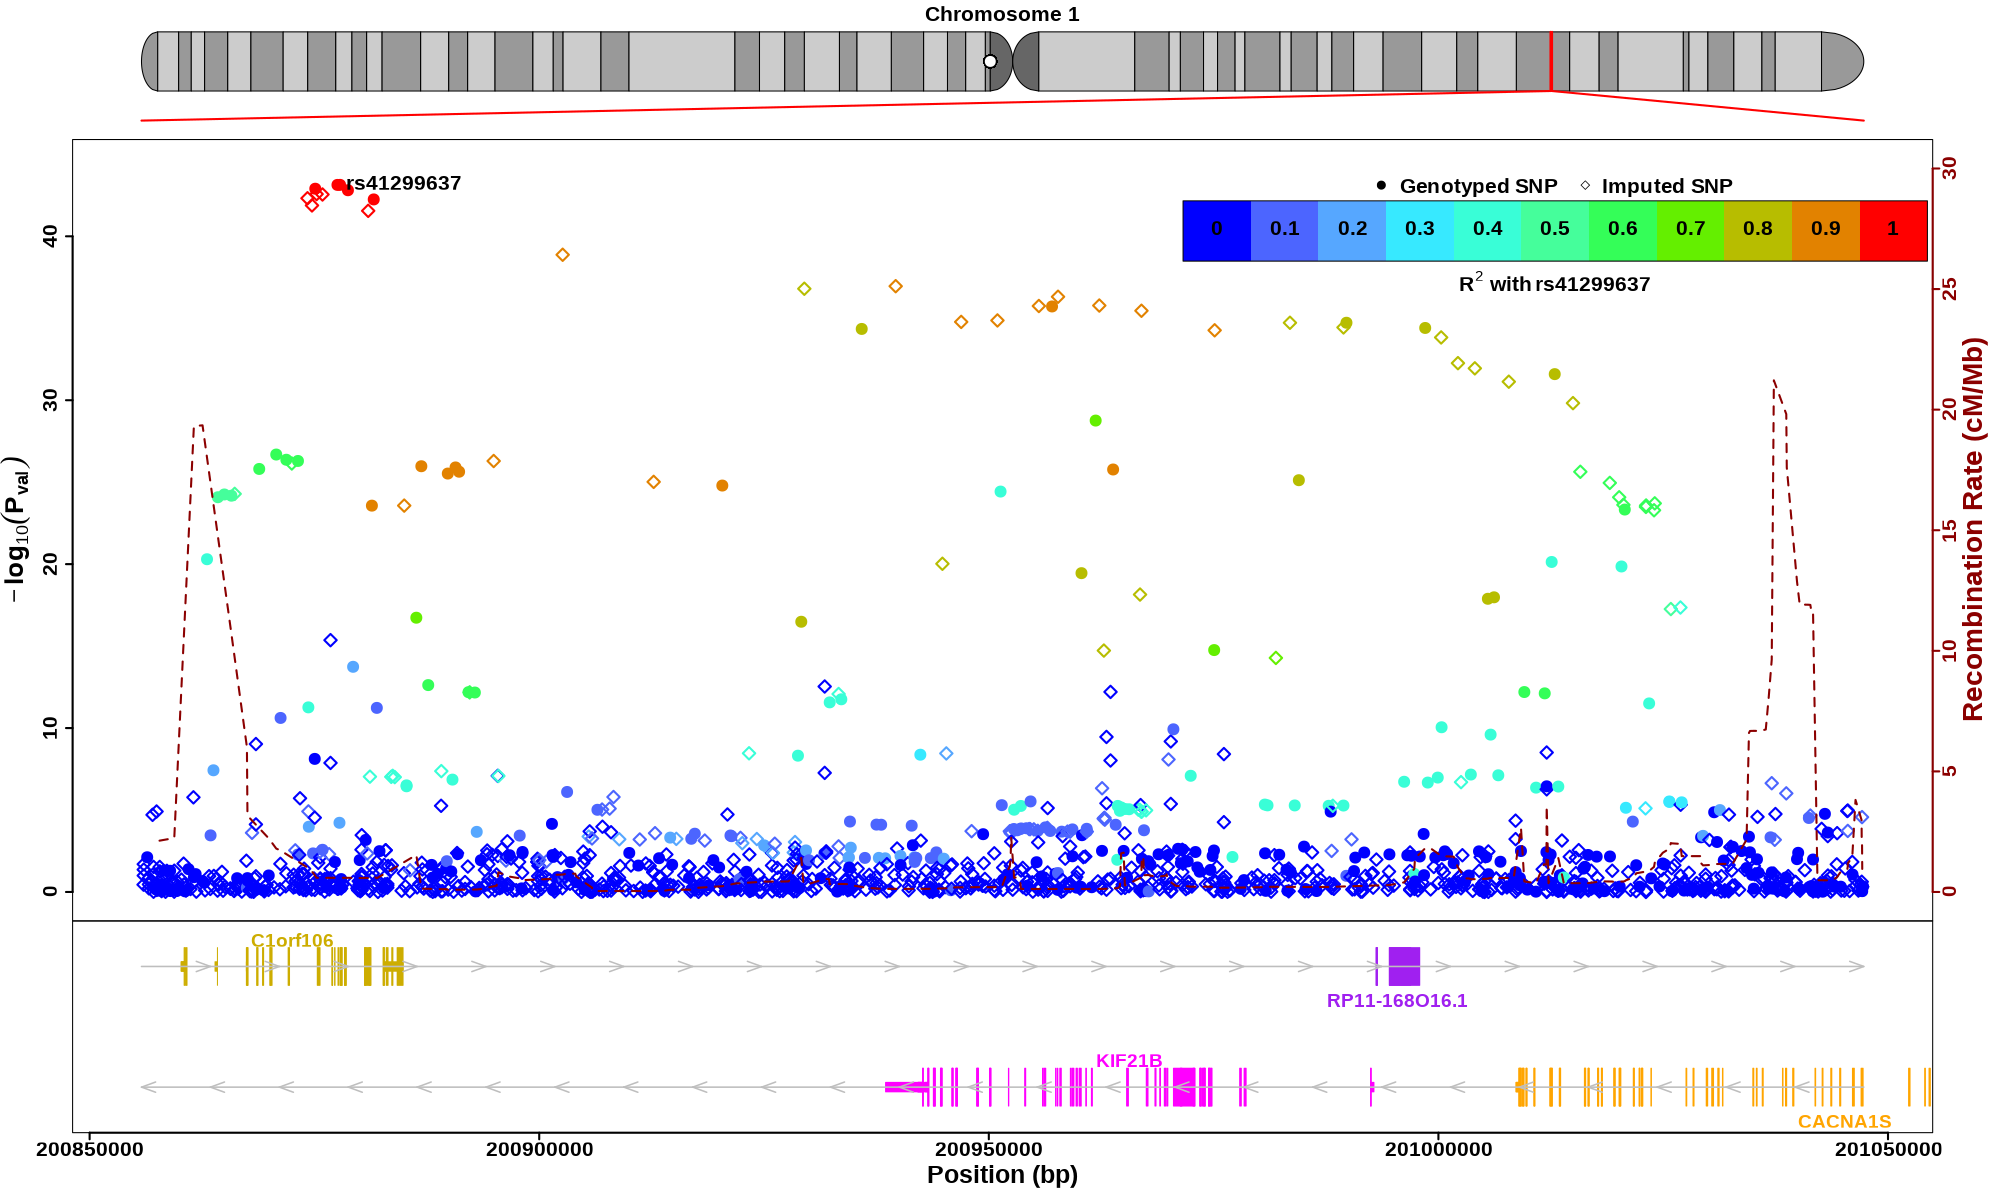 Chromosome 1
rs41299637
Genotyped SNP
Imputed SNP
0 0.1 0.2 0.3 0.4 0.5 0.6 0.7 0.8 0.9 1
R2 with rs41299637
0 10 20 30 40
−log10(Pval)
0 5 10 15 20 25 30
Recombination Rate (cM/Mb)
C1orf106
RP11-168O16.1
KIF21B
CACNA1S
200850000 200900000 200950000 201000000 201050000
Position (bp)